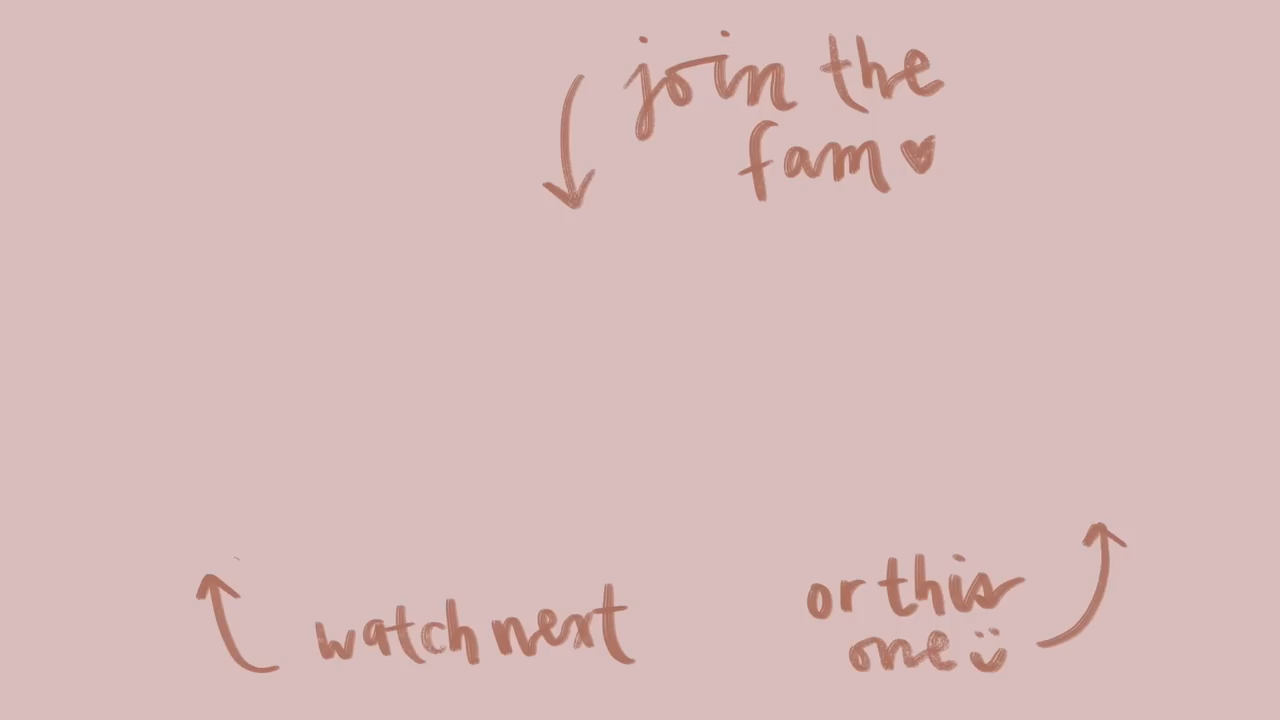 join the
fam
watch next
or this
one